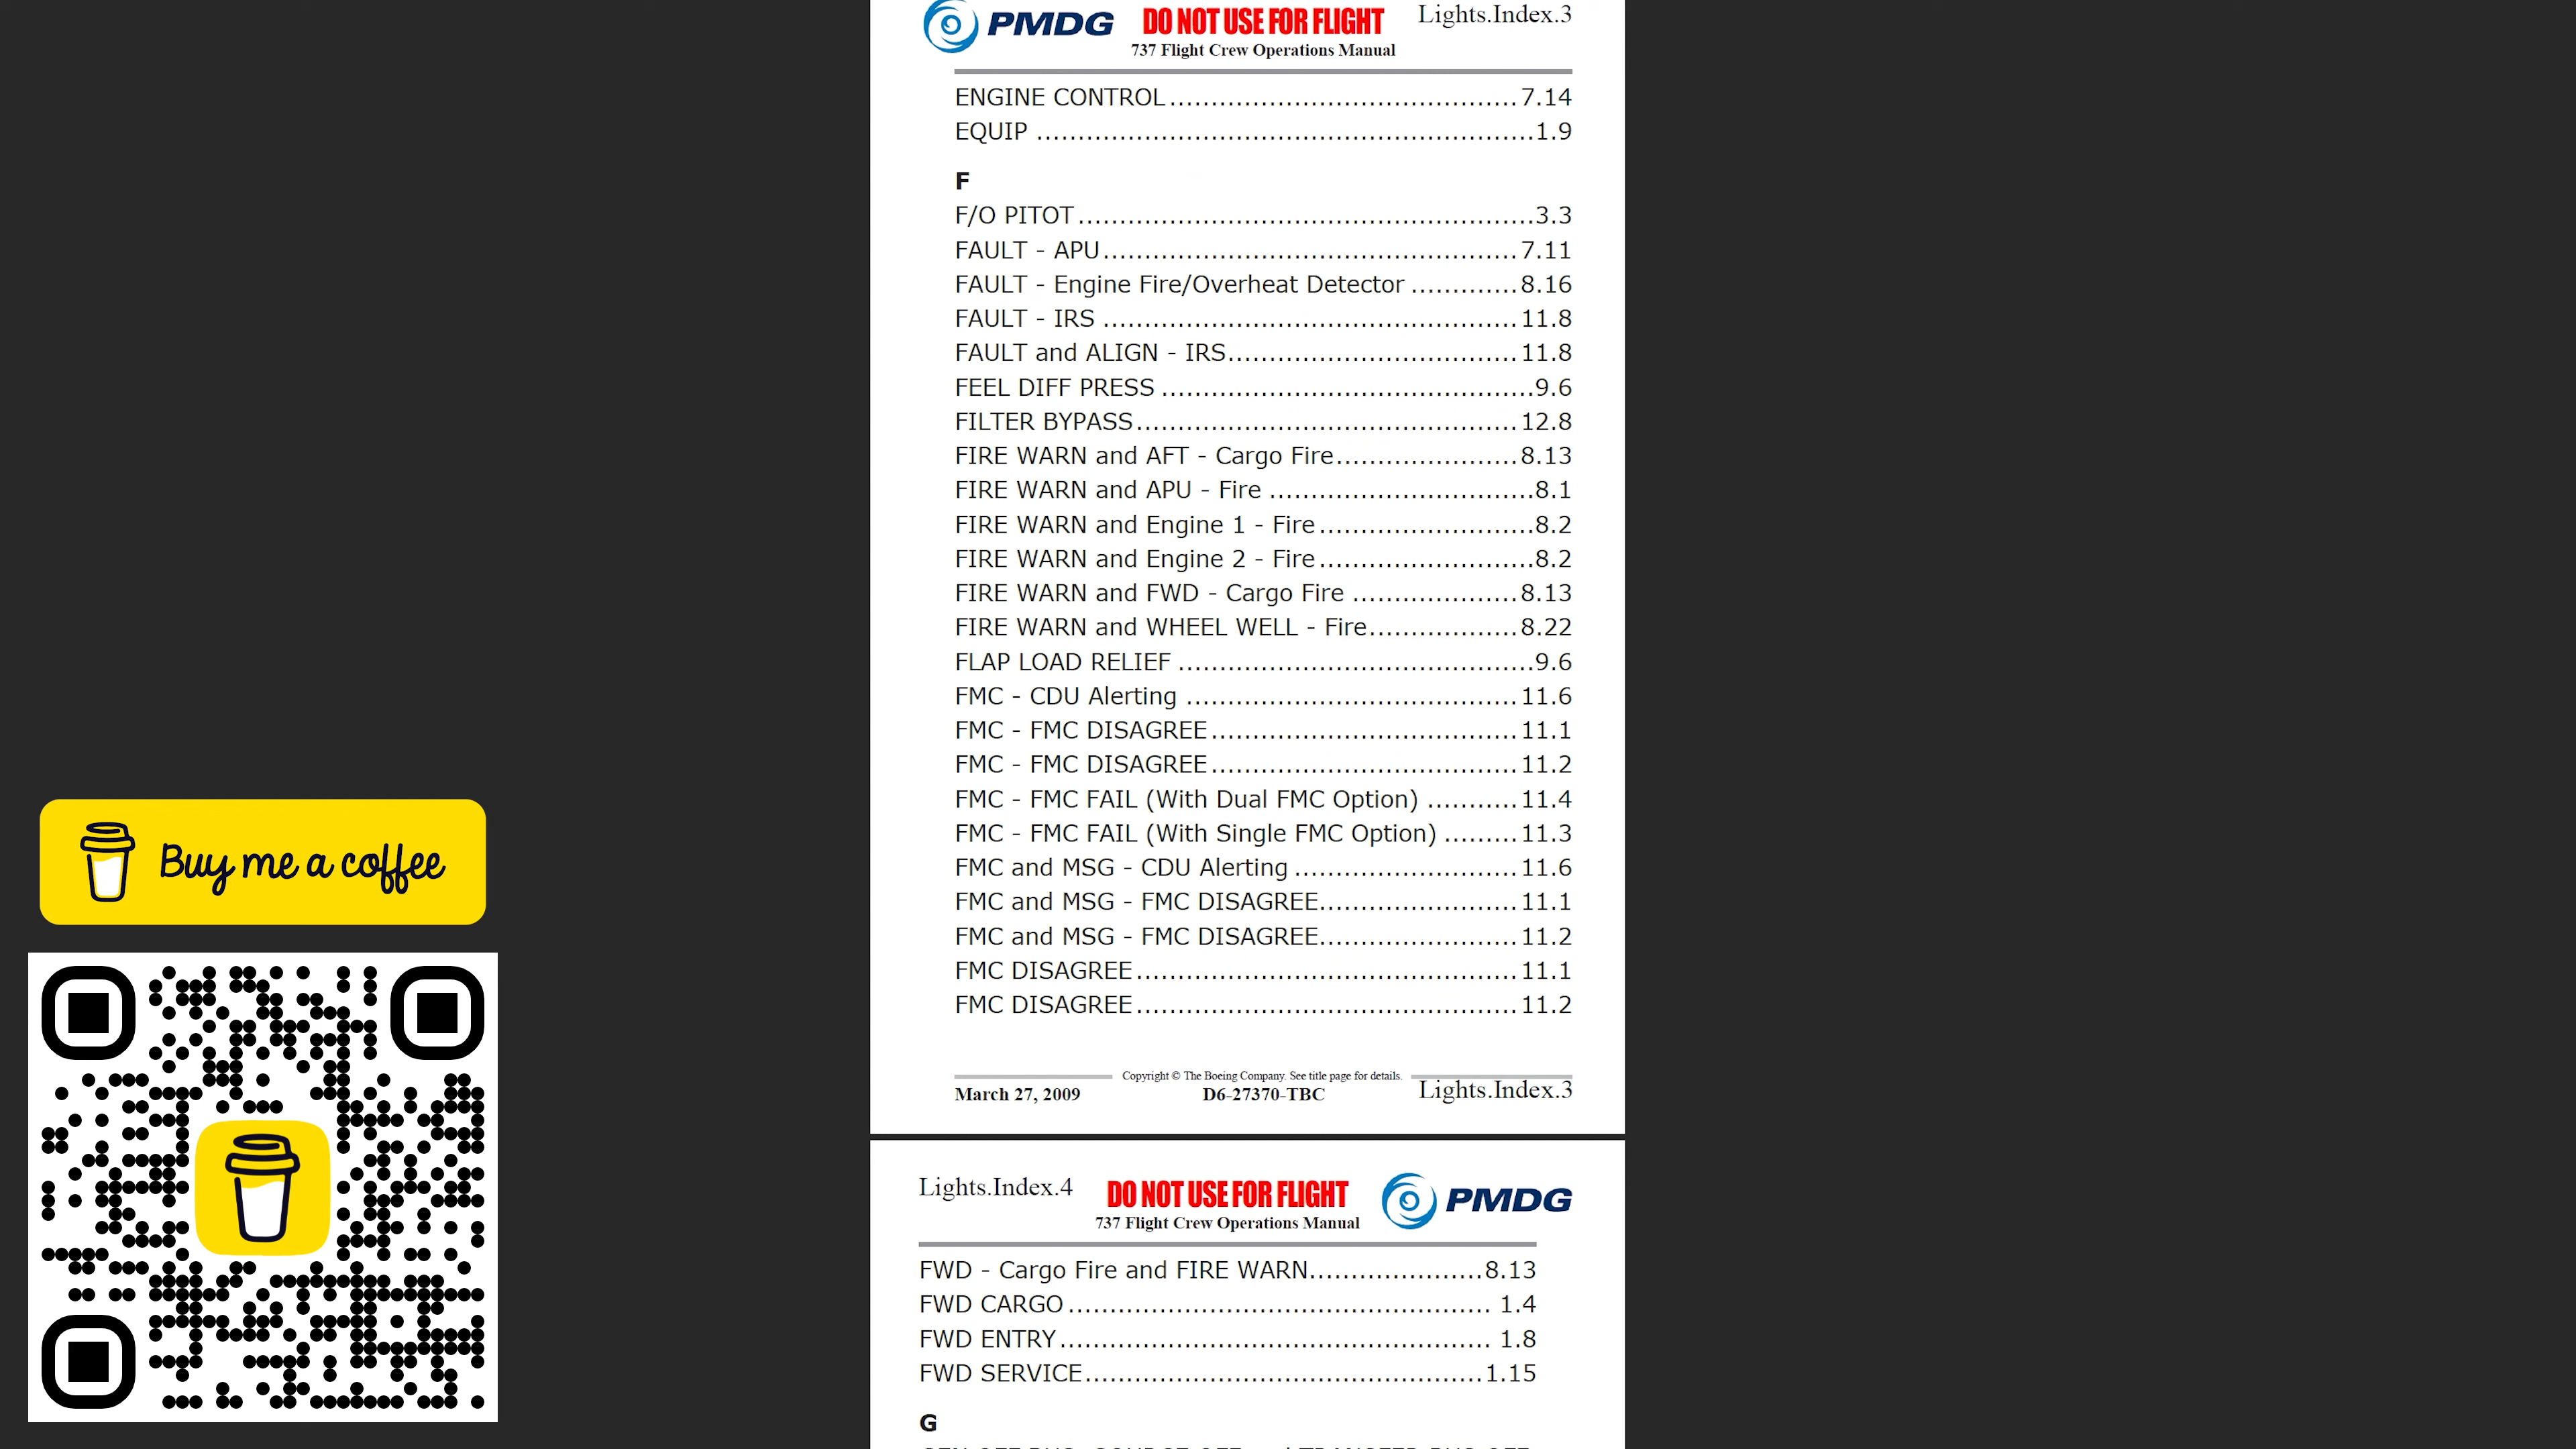 PMDG
DO NOT USE FOR FLIGHT
Lights.Index.3
737 Flight Crew Operations Manual
ENGINE CONTROL..........................................7.14
EQUIP ............................................................1.9
F
F/O PITOT.......................................................3.3
FAULT - APU..................................................7.11
FAULT - Engine Fire/Overheat Detector .............8.16
FAULT - IRS ..................................................11.8
FAULT and ALIGN - IRS...................................11.8
FEEL DIFF PRESS .............................................9.6
FILTER BYPASS..............................................12.8
FIRE WARN and AFT - Cargo Fire......................8.13
FIRE WARN and APU - Fire ................................8.1
FIRE WARN and Engine 1 - Fire..........................8.2
FIRE WARN and Engine 2 - Fire..........................8.2
FIRE WARN and FWD - Cargo Fire ....................8.13
FIRE WARN and WHEEL WELL - Fire..................8.22
FLAP LOAD RELIEF ...........................................9.6
FMC - CDU Alerting ........................................11.6
FMC - FMC DISAGREE.....................................11.1
FMC - FMC DISAGREE.....................................11.2
FMC - FMC FAIL (With Dual FMC Option) ...........11.4
FMC - FMC FAIL (With Single FMC Option) .........11.3
FMC and MSG - CDU Alerting ...........................11.6
FMC and MSG - FMC DISAGREE........................11.1
FMC and MSG - FMC DISAGREE........................11.2
FMC DISAGREE..............................................11.1
FMC DISAGREE..............................................11.2
Copyright © The Boeing Company. See title page for details.
March 27, 2009 D6-27370-TBC Lights.Index.3
Lights.Index.4
DO NOT USE FOR FLIGHT
PMDG
737 Flight Crew Operations Manual
FWD - Cargo Fire and FIRE WARN.....................8.13
FWD CARGO................................................... 1.4
FWD ENTRY.................................................... 1.8
FWD SERVICE................................................1.15
G
Buy me a coffee